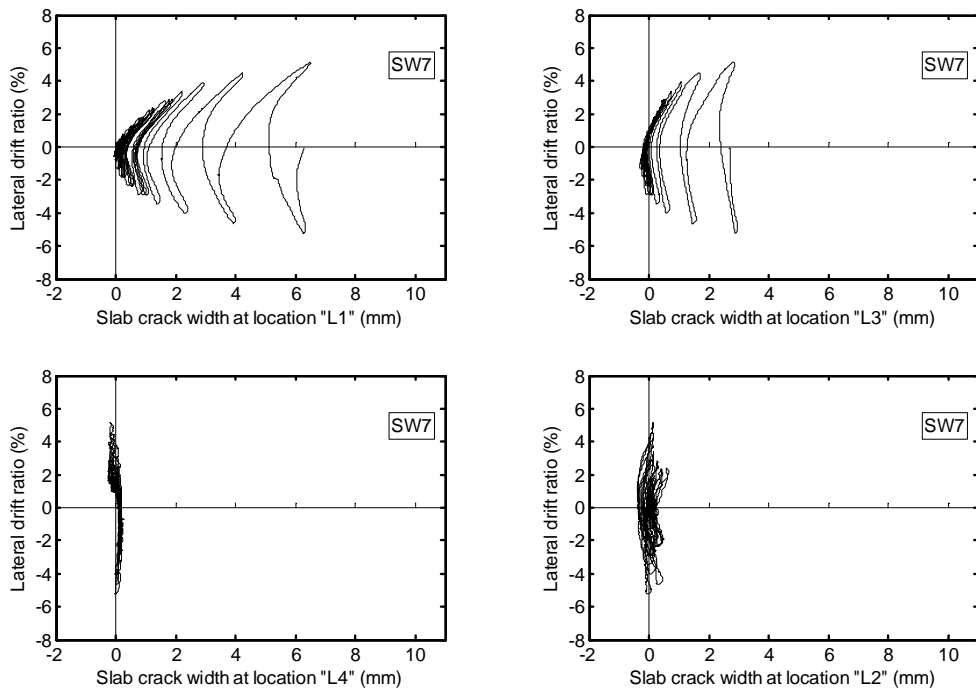 8
6
4
2
0
-2
-4
-6
-8
Lateral drift ratio (%)
SW7
-2 0 2 4 6 8 10
Slab crack width at location "L1" (mm)
8
6
4
2
0
-2
-4
-6
-8
Lateral drift ratio (%)
SW7
-2 0 2 4 6 8 10
Slab crack width at location "L3" (mm)
8
6
4
2
0
-2
-4
-6
-8
Lateral drift ratio (%)
SW7
-2 0 2 4 6 8 10
Slab crack width at location "L4" (mm)
8
6
4
2
0
-2
-4
-6
-8
Lateral drift ratio (%)
SW7
-2 0 2 4 6 8 10
Slab crack width at location "L2" (mm)